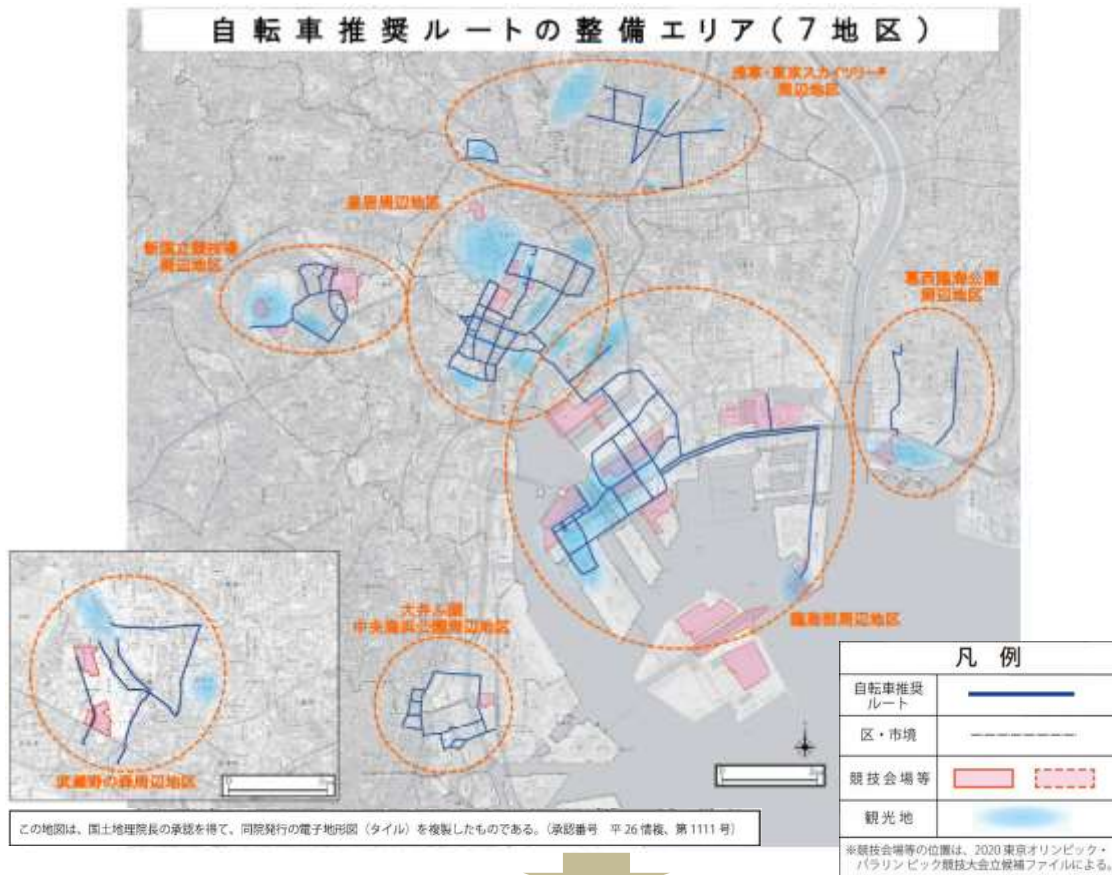 自転車推奨ルートの整備エリア(7地区)
浅草・東京スカイツリー
周辺地区
皇居周辺地区
新国立競技場
周辺地区
葛西臨海公園
周辺地区
臨海部周辺地区
大井ふ頭
中央海浜公園周辺地区
武蔵野の森周辺地区
凡 例
自転車推奨
ルート
区・市境
競技会場等
観光地
※競技会場等の位置は、2020東京オリンピック・
パラリンピック競技大会立候補ファイルによる。
この地図は、国土地理院長の承認を得て、同院発行の電子地形図(タイル)を複製したものである。(承認番号 平26情複、第1111号)